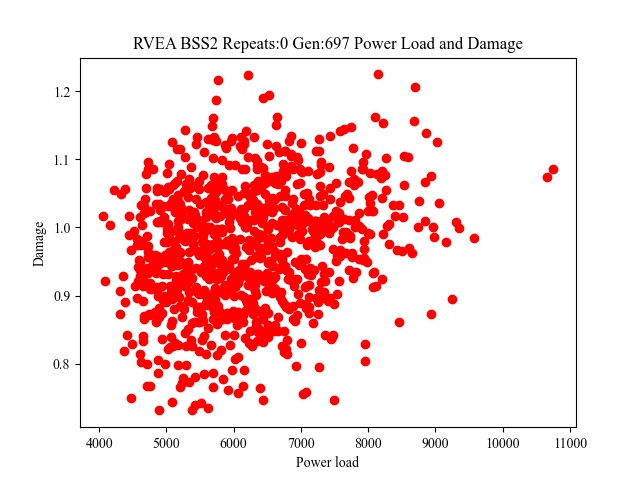 RVEA BSS2 Repeats:0 Gen:697 Power Load and Damage
1.2
1.1
1.0
0.9
0.8
Damage
4000 5000 6000 7000 8000 9000 10000 11000
Power load